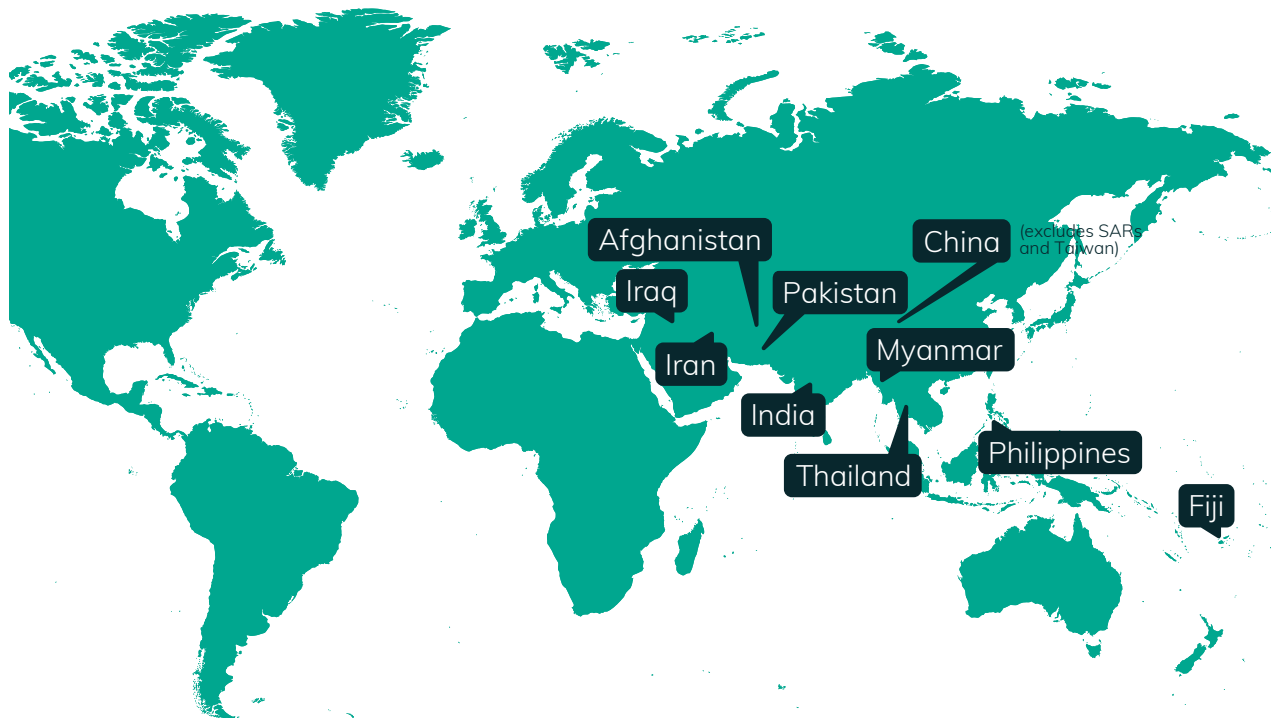 Afghanistan
China
(excludes SARs
and Taiwan)
Iraq
Pakistan
Iran
Myanmar
India
Philippines
Thailand
Fiji